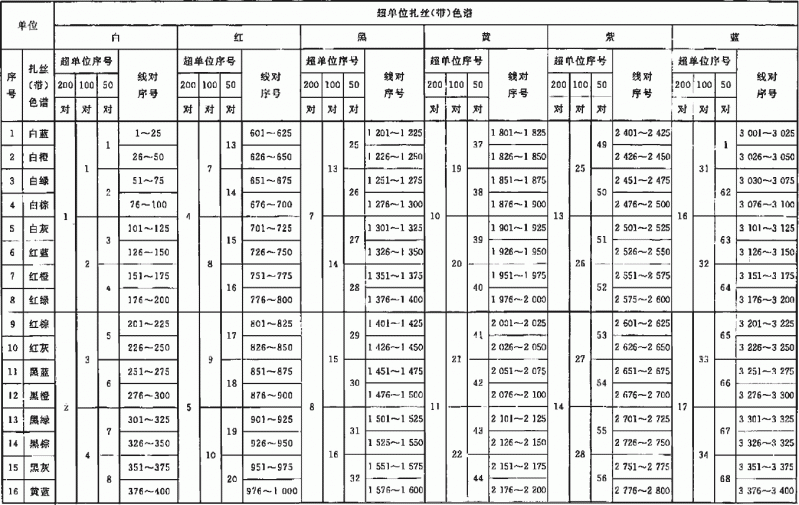 单位 超单位扎丝(带)色谱
白 红 黑 黄 紫 蓝
序号 扎丝(带)色谱 超单位序号 线对序号 超单位序号 线对序号 超单位序号 线对序号 超单位序号 线对序号 超单位序号 线对序号 超单位序号 线对序号
200对 100对 50对 200对 100对 50对 200对 100对 50对 200对 100对 50对 200对 100对 50对 200对 100对 50对
1 白蓝 1 1 1 1~25 4 7 13 601~625 7 13 25 1 201~1 225 10 19 37 1 801~1 825 13 25 49 2 401~2 425 16 31 1 3 001~3 025
2 白橙 26~50 626~650 1 226~1 250 1 826~1 850 2 426~2 450 3 026~3 050
3 白绿 2 51~75 14 651~675 26 1 251~1 275 38 1 851~1 875 50 2 451~2 475 62 3 030~3 075
4 白棕 76~100 676~700 1 276~1 300 1 876~1 900 2 476~2 500 3 076~3 100
5 白灰 2 3 101~125 8 15 701~725 14 27 1 301~1 325 20 39 1 901~1 925 26 51 2 501~2 525 32 63 3 101~3 125
6 红蓝 126~150 726~750 1 326~1 350 1 926~1 950 2 526~2 550 3 126~3 150
7 红橙 4 151~175 16 751~775 28 1 351~1 375 40 1 951~1 975 52 2 551~2 575 64 3 151~3 175
8 红绿 176~200 776~800 1 376~1 400 1 976~2 000 2 575~2 600 3 176~3 200
9 红棕 2 3 5 201~225 5 9 17 801~825 8 15 29 1 401~1 425 11 21 41 2 001~2 025 14 27 53 2 601~2 625 17 33 65 3 201~3 225
10 红灰 226~250 826~850 1 426~1 450 2 026~2 050 2 626~2 650 3 226~3 250
11 黑蓝 6 251~275 18 851~875 30 1 451~1 475 42 2 051~2 075 54 2 651~2 675 66 3 251~3 275
12 黑橙 276~300 876~900 1 476~1 500 2 076~2 100 2 676~2 700 3 276~3 300
13 黑绿 4 7 301~325 10 19 901~925 16 31 1 501~1 525 22 43 2 101~2 125 28 55 2 701~2 725 34 67 3 301~3 325
14 黑棕 326~350 926~950 1 525~1 550 2 126~2 150 2 726~2 750 3 326~3 325
15 黑灰 8 351~375 20 951~975 32 1 551~1 575 44 2 151~2 175 56 2 751~2 775 68 3 351~3 375
16 黄蓝 376~400 976~1 000 1 576~1 600 2 176~2 200 2 776~2 800 3 376~3 400